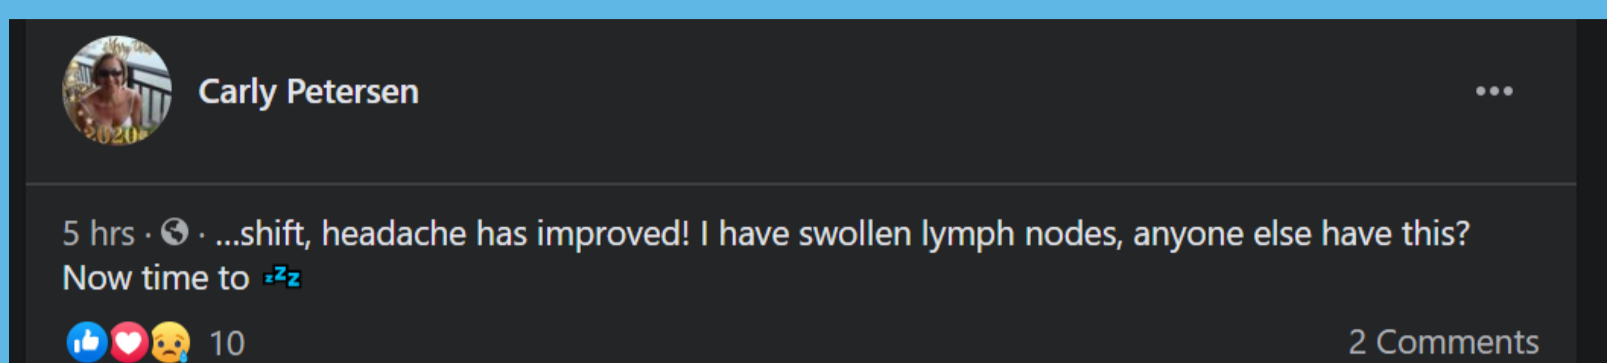 Carly Petersen
5 hrs · · ...shift, headache has improved! I have swollen lymph nodes, anyone else have this?
Now time to 💤
10
2 Comments
2020